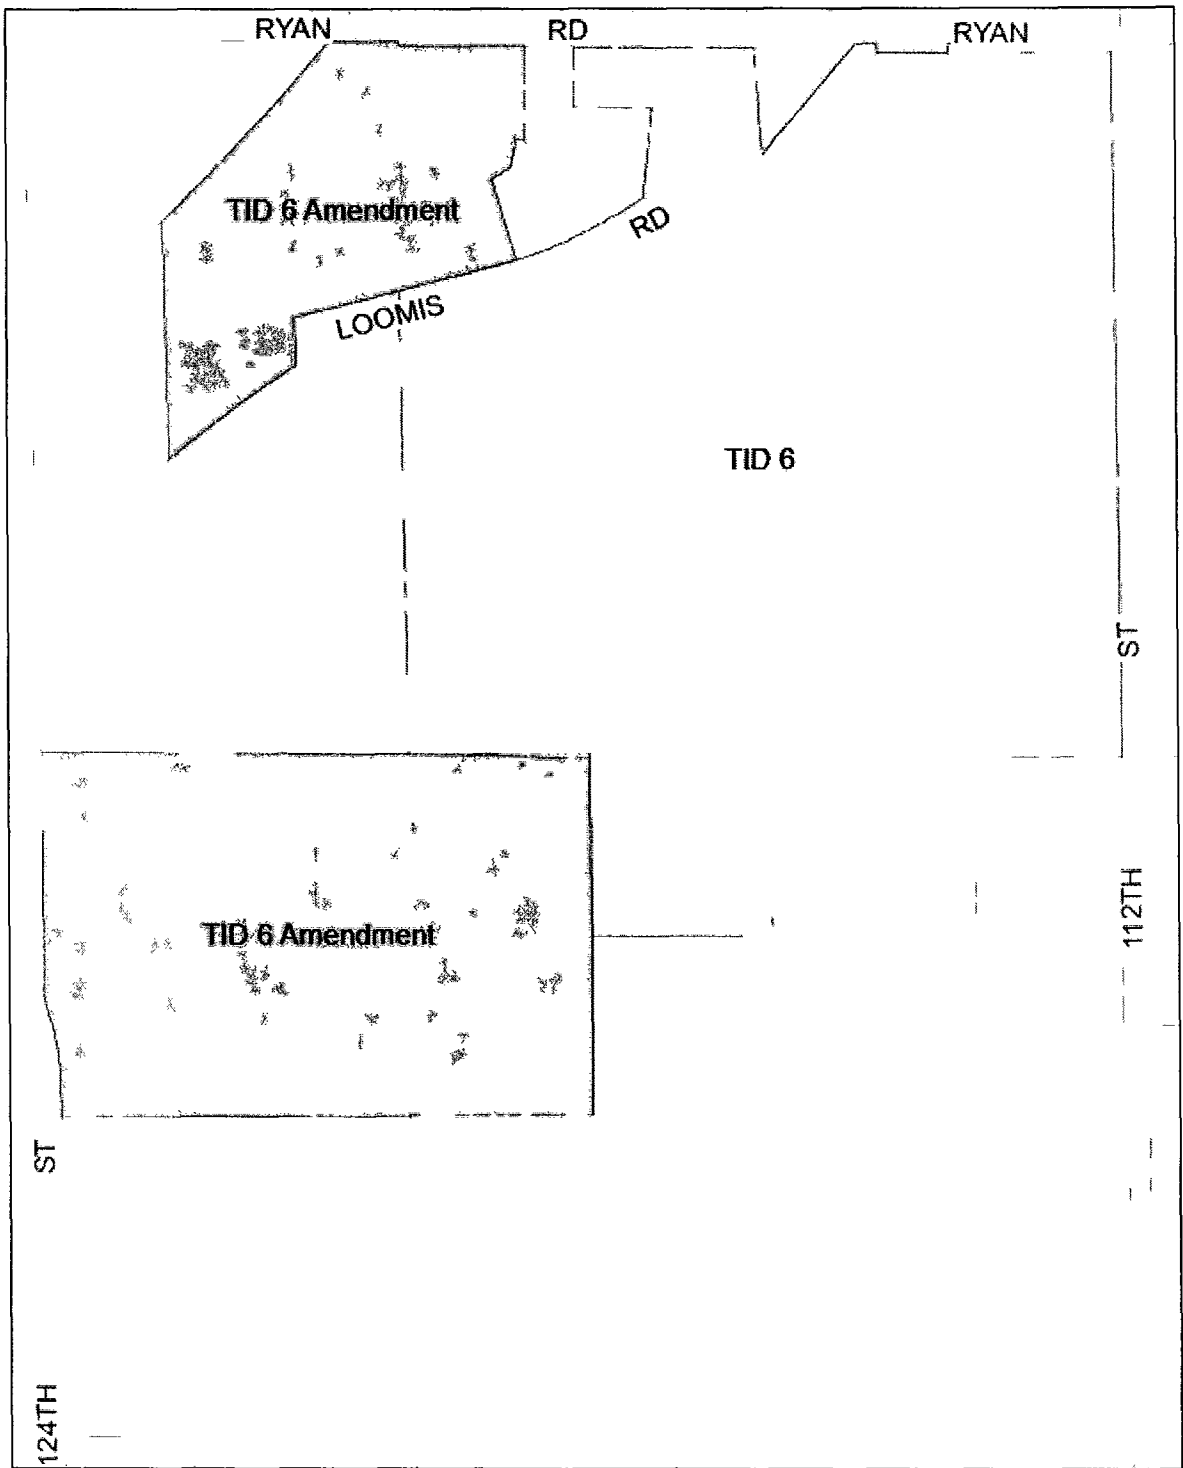 RYAN RD RYAN
TID 6 Amendment
RD
LOOMIS
TID 6
ST
112TH
TID 6 Amendment
ST
124TH